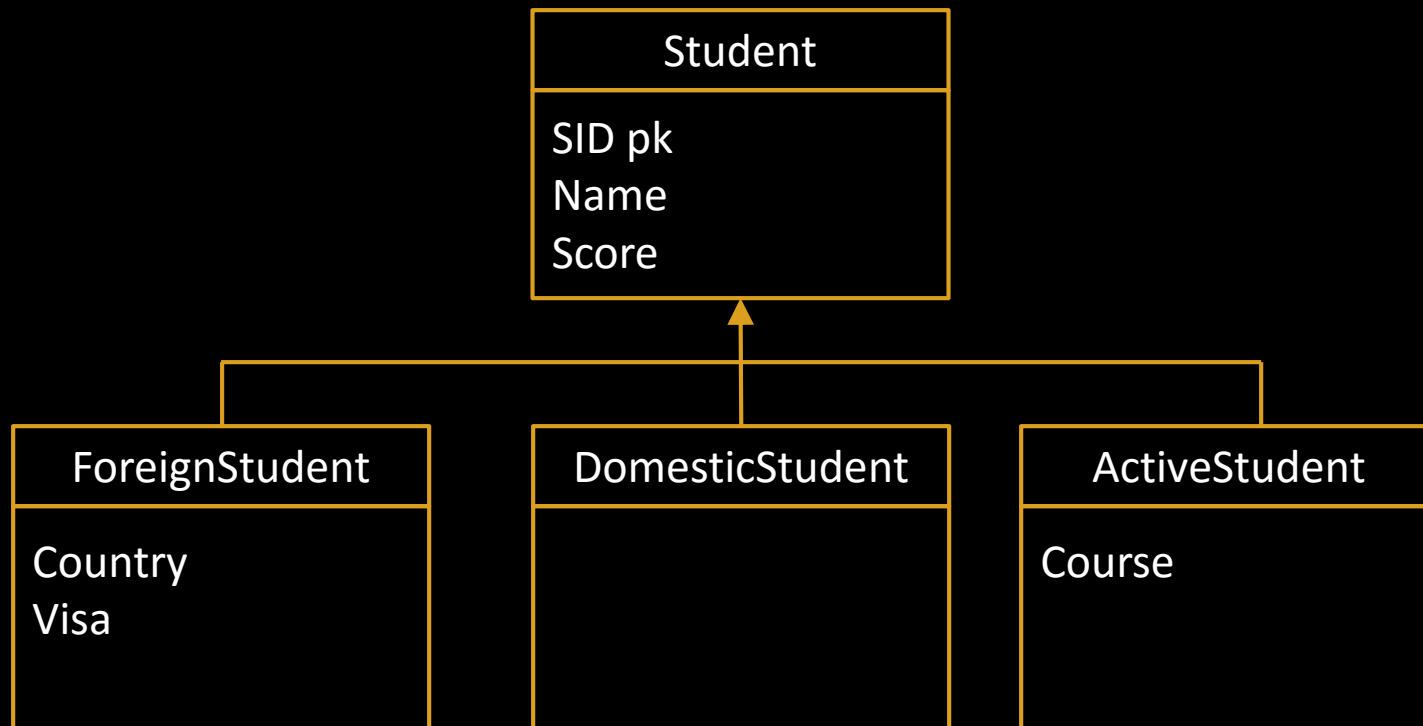 Student
SID pk
Name
Score
ForeignStudent
Country
Visa
DomesticStudent
ActiveStudent
Course